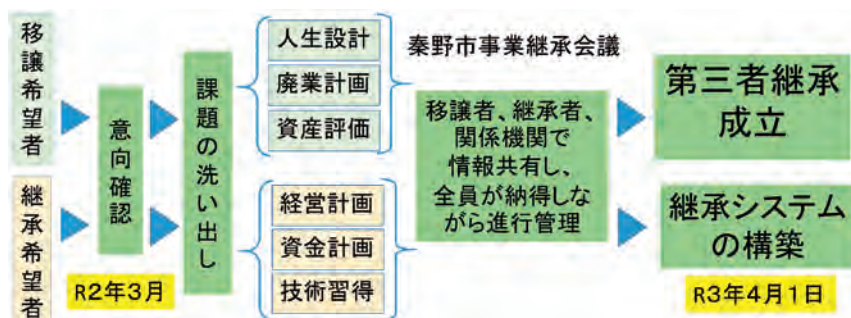 移譲希望者
継承希望者
意向確認
R2年3月
課題の洗い出し
人生設計
廃業計画
資産評価
経営計画
資金計画
技術習得
秦野市事業継承会議
移譲者、継承者、
関係機関で
情報共有し、
全員が納得しな
がら進行管理
第三者継承
成立
継承システム
の構築
R3年4月1日